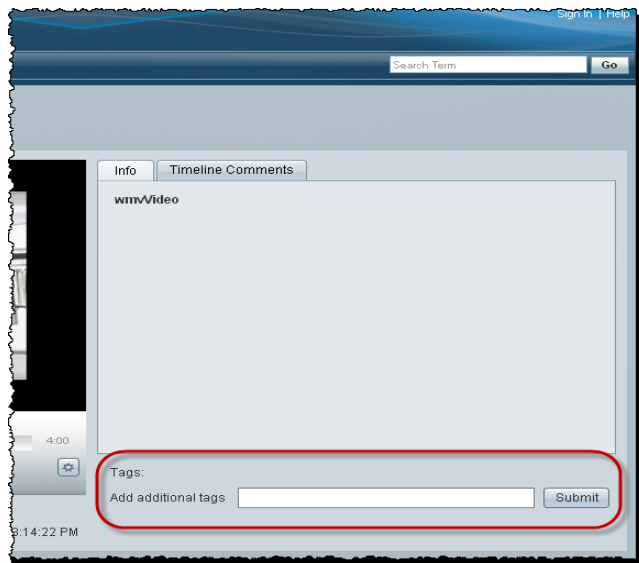 Sign In | Help
Search Term Go
Info Timeline Comments
wmvVideo
4:00
Tags:
Add additional tags Submit
3:14:22 PM